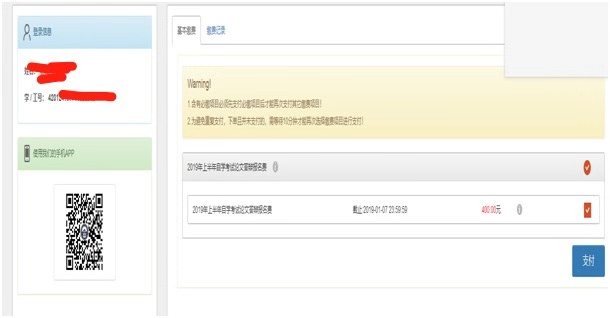 登录信息
学 / 工号:
使用我们的手机APP
基本缴费 缴费记录
Warning!
1.含有必缴项目必须先支付必缴项目后才能再次支付其它缴费项目!
2.为避免重复支付,下单且并未支付的,需等待10分钟才能再次选择缴费项目进行支付!
2019年上半年自学考试论文答辩报名费
2019年上半年自学考试论文答辩报名费 截止 2019-01-07 23:59:59 400.00元
支付